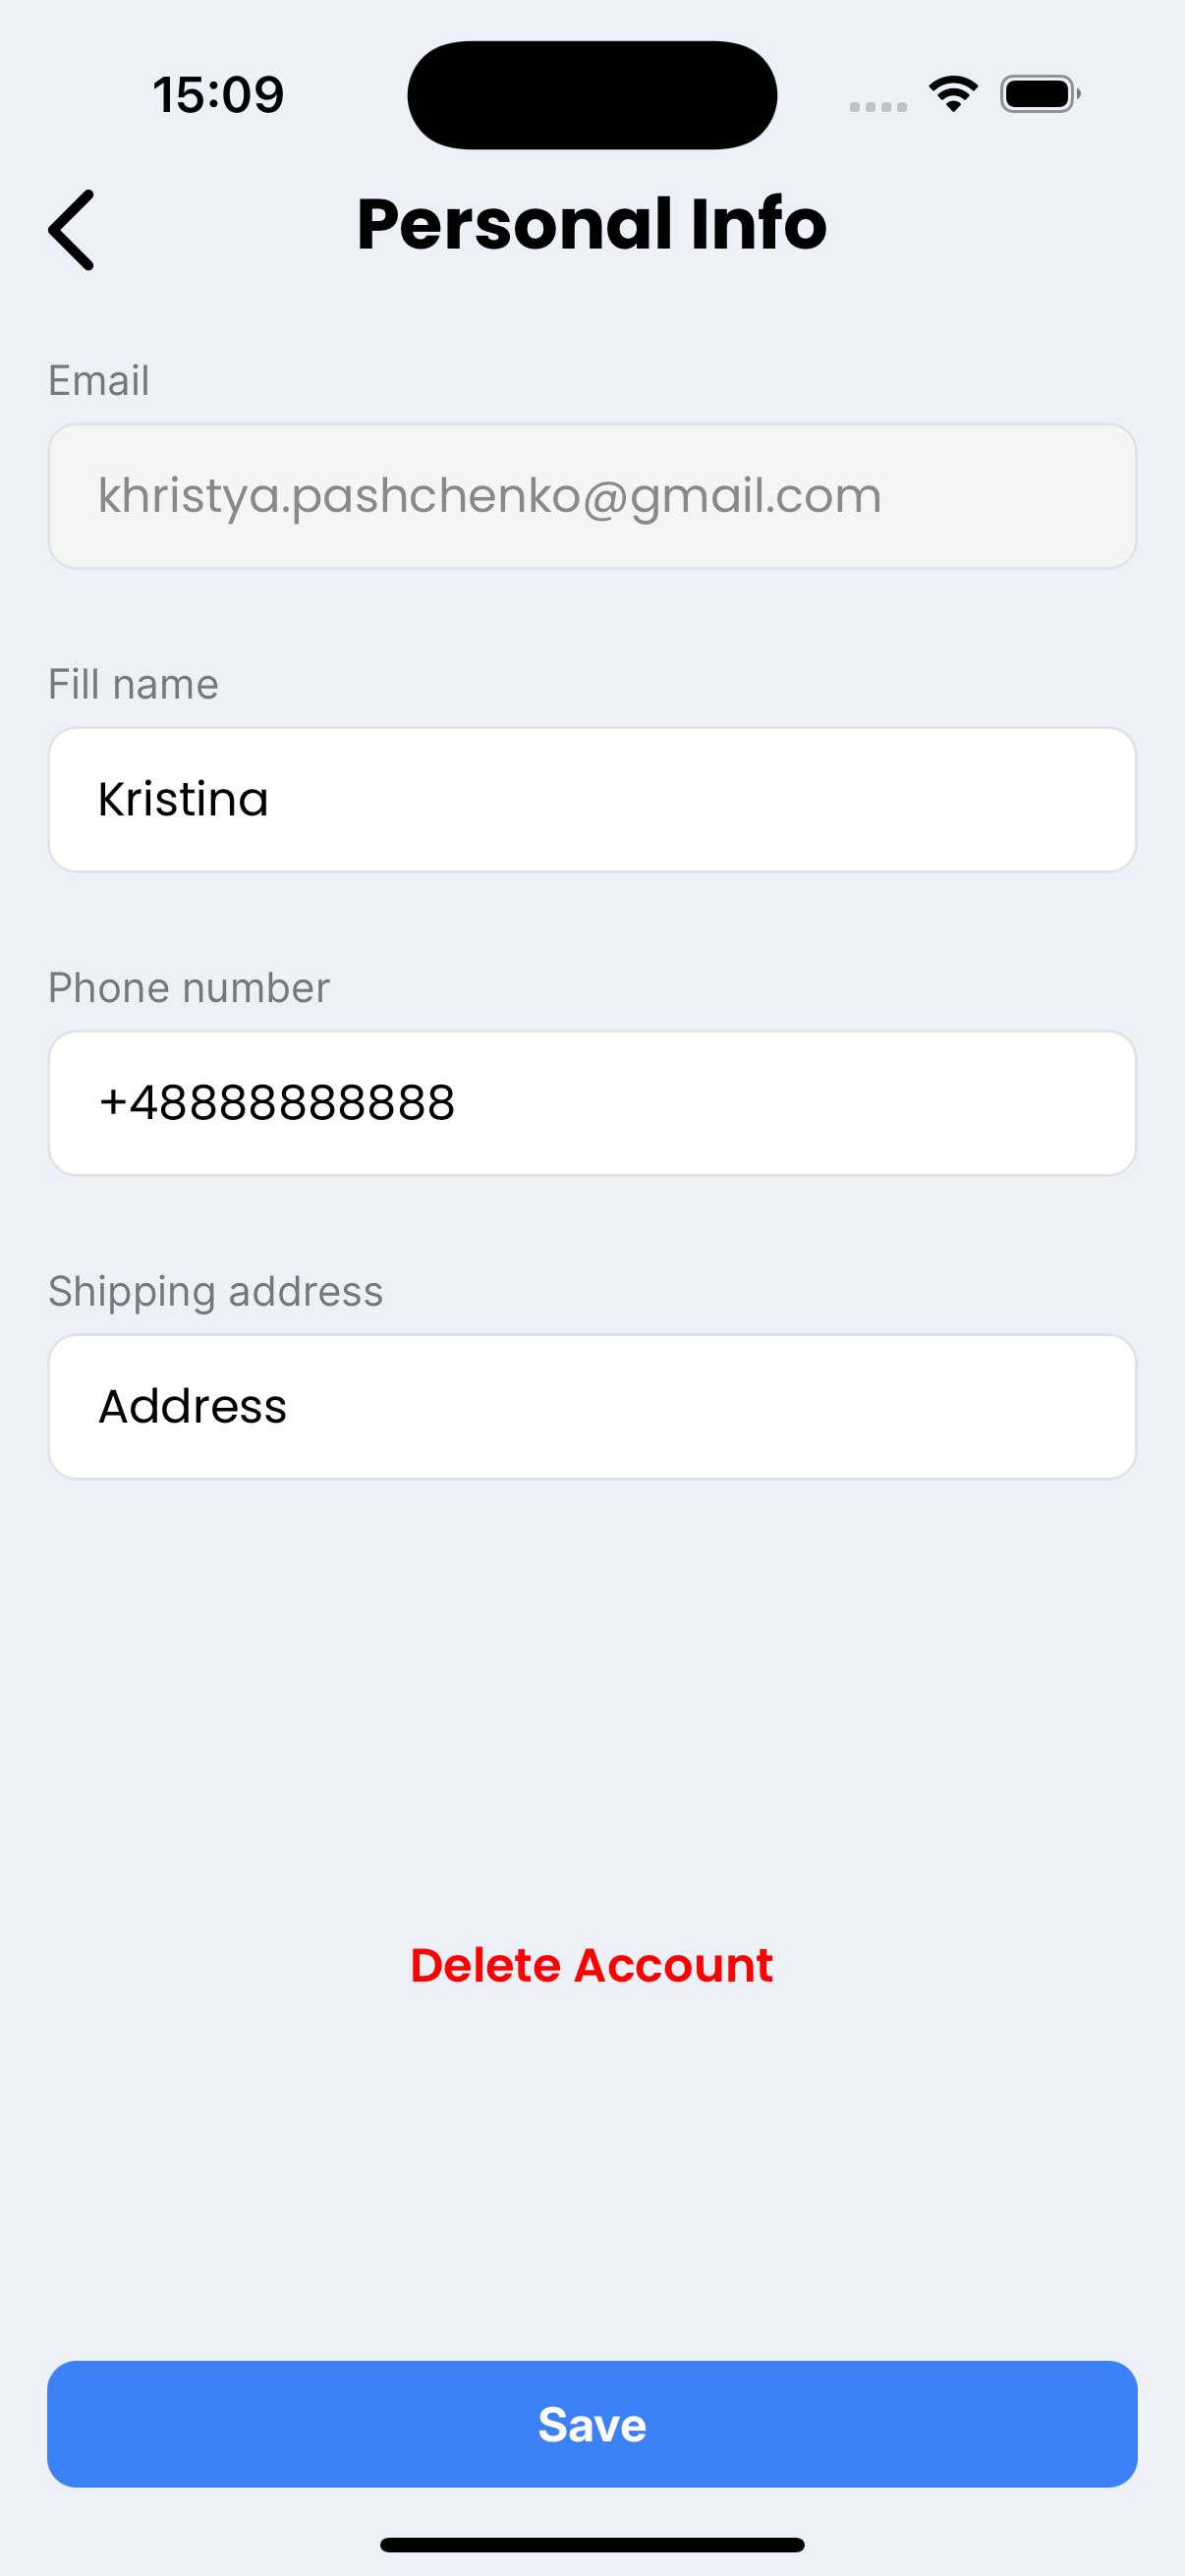 15:09
Personal Info
Email
khristya.pashchenko@gmail.com
Fill name
Kristina
Phone number
+48888888888
Shipping address
Address
Delete Account
Save